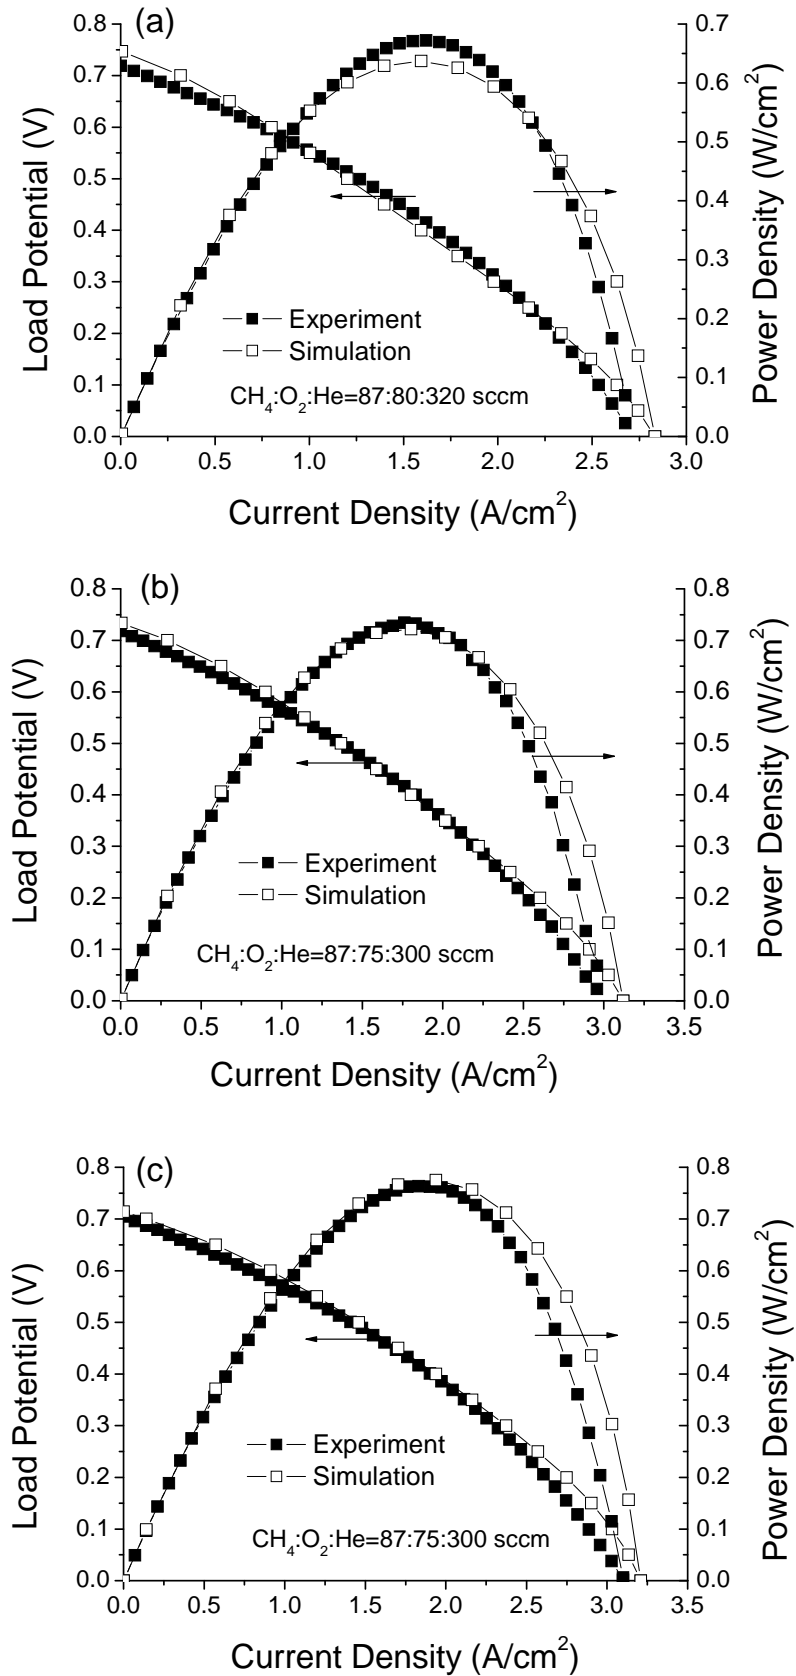 (a)
0.8
0.7
0.6
0.5
0.4
0.3
0.2
0.1
0.0
Load Potential (V)
0.7
0.6
0.5
0.4
0.3
0.2
0.1
0.0
Power Density (W/cm²)
Experiment
Simulation
CH₄:O₂:He=87:80:320 sccm
0.0 0.5 1.0 1.5 2.0 2.5 3.0
Current Density (A/cm²)
(b)
0.8
0.7
0.6
0.5
0.4
0.3
0.2
0.1
0.0
Load Potential (V)
0.8
0.7
0.6
0.5
0.4
0.3
0.2
0.1
0.0
Power Density (W/cm²)
Experiment
Simulation
CH₄:O₂:He=87:75:300 sccm
0.0 0.5 1.0 1.5 2.0 2.5 3.0 3.5
Current Density (A/cm²)
(c)
0.8
0.7
0.6
0.5
0.4
0.3
0.2
0.1
0.0
Load Potential (V)
0.8
0.7
0.6
0.5
0.4
0.3
0.2
0.1
0.0
Power Density (W/cm²)
Experiment
Simulation
CH₄:O₂:He=87:75:300 sccm
0.0 0.5 1.0 1.5 2.0 2.5 3.0 3.5
Current Density (A/cm²)